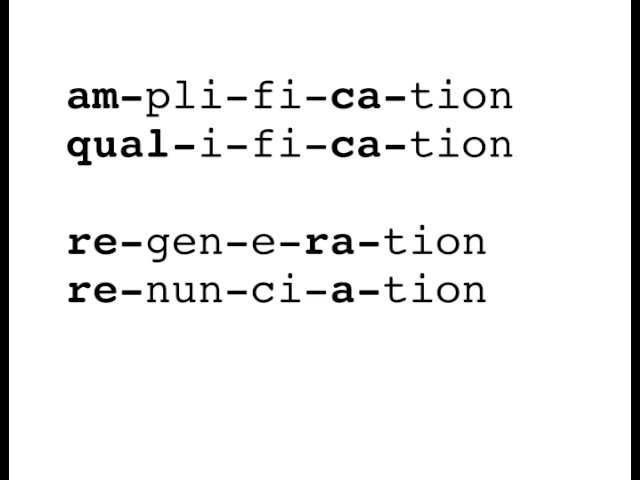 am-pli-fi-ca-tion
qual-i-fi-ca-tion
re-gen-e-ra-tion
re-nun-ci-a-tion